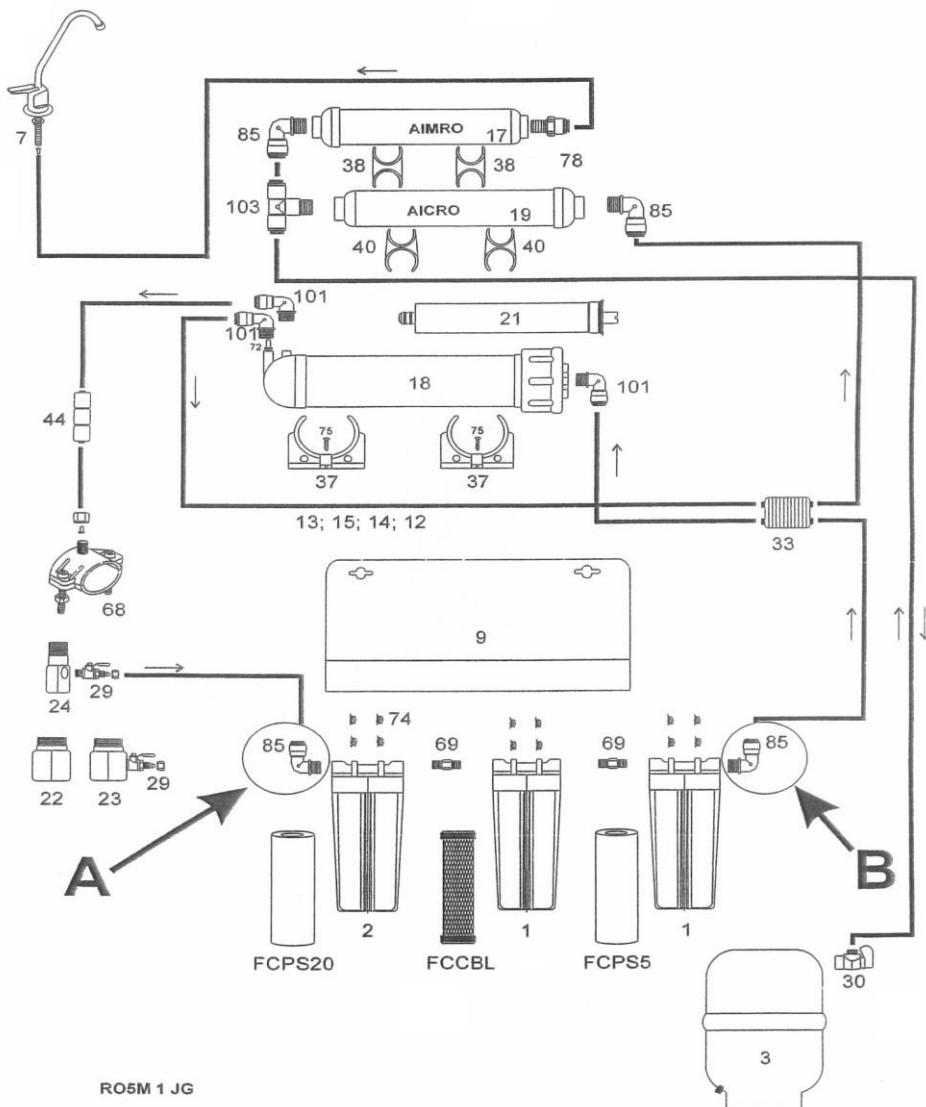 7
85
AIMRO 17
38 38 78
103
AICRO 19 85
40 40
101
101
72
21
18
101
44
75 75
37 37
13; 15; 14; 12
33
68
9
24 29
74
85 69 69 85
22 23 29
A B
2 1 1
FCPS20 FCCBL FCPS5
30
3
RO5M 1 JG